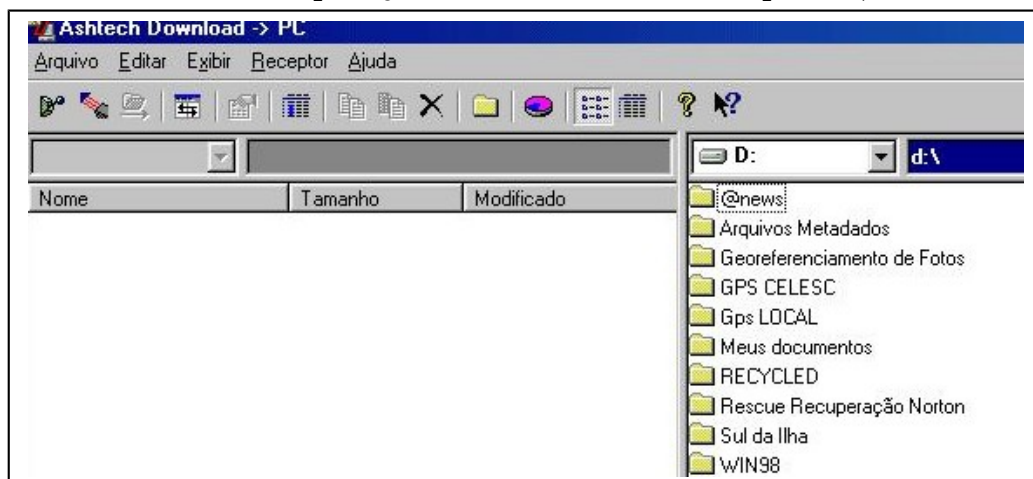 Ashtech Download -> PC
Arquivo Editar Exibir Receptor Ajuda
D: d:\
Nome Tamanho Modificado
@news
Arquivos Metadados
Georeferenciamento de Fotos
GPS CELESC
Gps LOCAL
Meus documentos
RECYCLED
Rescue Recuperação Norton
Sul da Ilha
WIN98